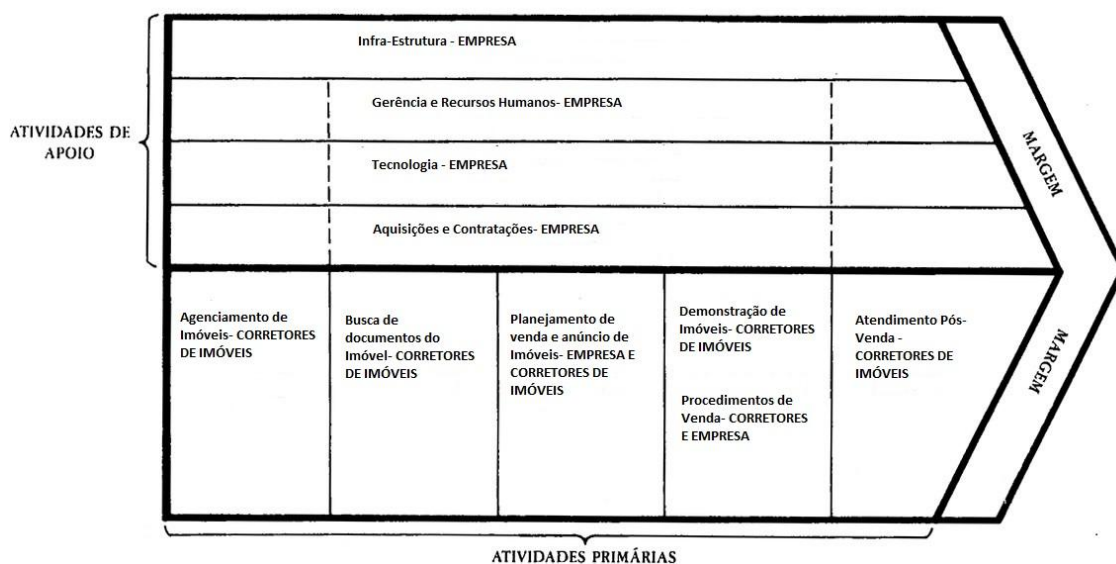 Infra-Estrutura - EMPRESA
Gerência e Recursos Humanos- EMPRESA
ATIVIDADES DE
APOIO
Tecnologia - EMPRESA
Aquisições e Contratações- EMPRESA
MARGEM
Agenciamento de
Imóveis- CORRETORES
DE IMÓVEIS
Busca de
documentos do
Imóvel- CORRETORES
DE IMÓVEIS
Planejamento de
venda e anúncio de
Imóveis- EMPRESA E
CORRETORES DE
IMÓVEIS
Demonstração de
Imóveis- CORRETORES
DE IMÓVEIS
Procedimentos de
Venda- CORRETORES
E EMPRESA
Atendimento Pós-
Venda -
CORRETORES DE
IMÓVEIS
MARGEM
ATIVIDADES PRIMÁRIAS